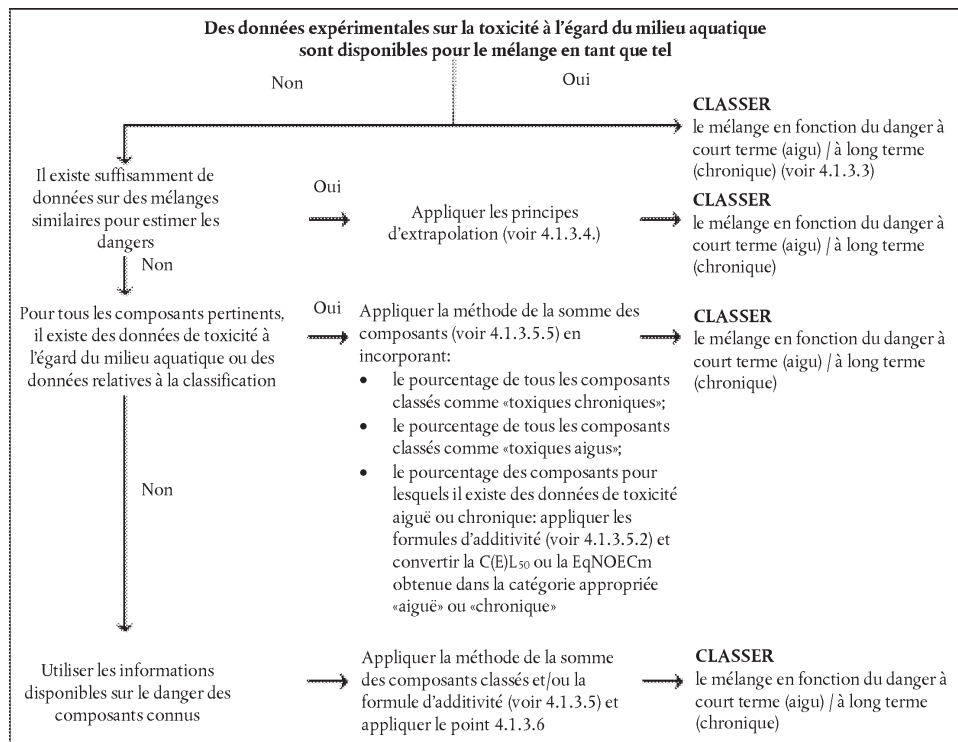 Des données expérimentales sur la toxicité à l'égard du milieu aquatique
sont disponibles pour le mélange en tant que tel
Non
Oui
CLASSER
le mélange en fonction du danger à
court terme (aigu) / à long terme
(chronique) (voir 4.1.3.3)
Il existe suffisamment de
données sur des mélanges
similaires pour estimer les
dangers
Oui
Appliquer les principes
d'extrapolation (voir 4.1.3.4.)
CLASSER
le mélange en fonction du danger à
court terme (aigu) / à long terme
(chronique)
Non
Pour tous les composants pertinents,
il existe des données de toxicité à
l'égard du milieu aquatique ou des
données relatives à la classification
Oui
Appliquer la méthode de la somme des
composants (voir 4.1.3.5.5) en
incorporant:
• le pourcentage de tous les composants
classés comme «toxiques chroniques»;
• le pourcentage de tous les composants
classés comme «toxiques aigus»;
• le pourcentage des composants pour
lesquels il existe des données de toxicité
aiguë ou chronique: appliquer les
formules d'additivité (voir 4.1.3.5.2) et
convertir la C(E)L50 ou la EqNOECm
obtenue dans la catégorie appropriée
«aiguë» ou «chronique»
CLASSER
le mélange en fonction du danger à
court terme (aigu) / à long terme
(chronique)
Non
Utiliser les informations
disponibles sur le danger des
composants connus
Appliquer la méthode de la somme
des composants classés et/ou la
formule d'additivité (voir 4.1.3.5) et
appliquer le point 4.1.3.6
CLASSER
le mélange en fonction du danger à
court terme (aigu) / à long terme
(chronique)